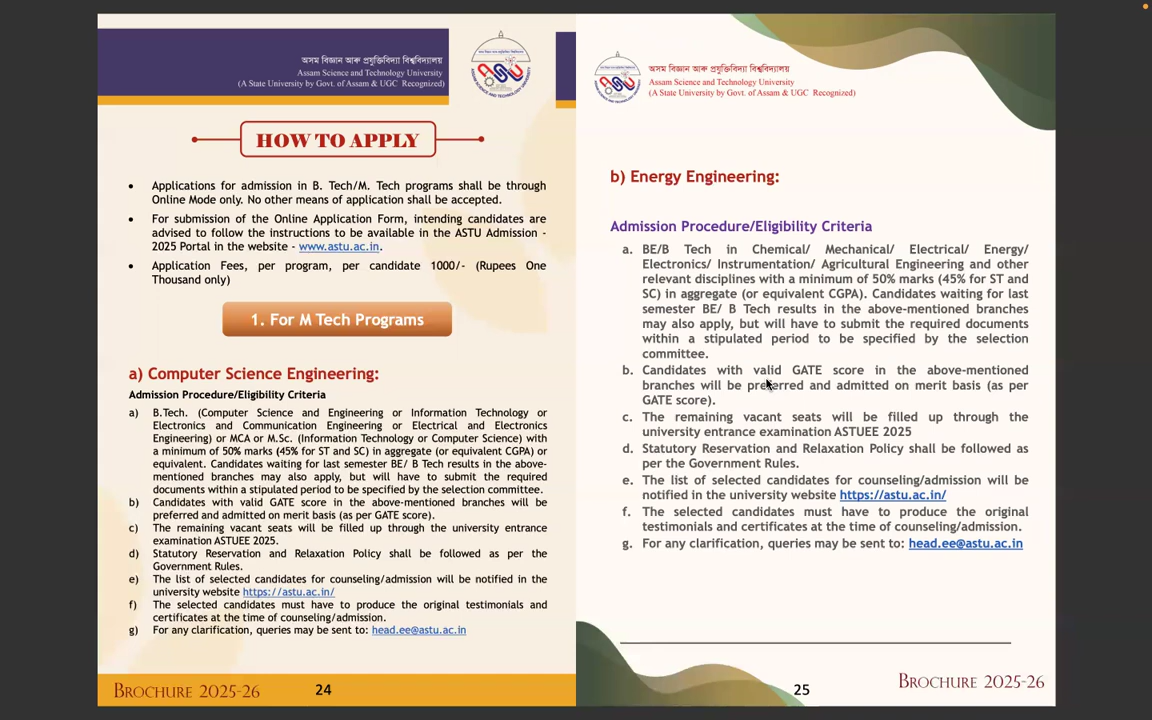 অসম বিজ্ঞান আৰু প্ৰযুক্তিবিদ্যা বিশ্ববিদ্যালয়
Assam Science and Technology University
(A State University by Govt. of Assam & UGC Recognized)
HOW TO APPLY
• Applications for admission in B. Tech/M. Tech programs shall be through
Online Mode only. No other means of application shall be accepted.
• For submission of the Online Application Form, intending candidates are
advised to follow the instructions to be available in the ASTU Admission -
2025 Portal in the website - www.astu.ac.in.
• Application Fees, per program, per candidate 1000/- (Rupees One
Thousand only)
1. For M Tech Programs
a) Computer Science Engineering:
Admission Procedure/Eligibility Criteria
a) B.Tech. (Computer Science and Engineering or Information Technology or
Electronics and Communication Engineering or Electrical and Electronics
Engineering) or MCA or M.Sc. (Information Technology or Computer Science) with
a minimum of 50% marks (45% for ST and SC) in aggregate (or equivalent CGPA) or
equivalent. Candidates waiting for last semester BE/ B Tech results in the above-
mentioned branches may also apply, but will have to submit the required
documents within a stipulated period to be specified by the selection committee.
b) Candidates with valid GATE score in the above-mentioned branches will be
preferred and admitted on merit basis (as per GATE score).
c) The remaining vacant seats will be filled up through the university entrance
examination ASTUEE 2025.
d) Statutory Reservation and Relaxation Policy shall be followed as per the
Government Rules.
e) The list of selected candidates for counseling/admission will be notified in the
university website https://astu.ac.in/
f) The selected candidates must have to produce the original testimonials and
certificates at the time of counseling/admission.
g) For any clarification, queries may be sent to: head.ee@astu.ac.in
BROCHURE 2025-26
24
অসম বিজ্ঞান আৰু প্ৰযুক্তিবিদ্যা বিশ্ববিদ্যালয়
Assam Science and Technology University
(A State University by Govt. of Assam & UGC Recognized)
b) Energy Engineering:
Admission Procedure/Eligibility Criteria
a. BE/B Tech in Chemical/ Mechanical/ Electrical/ Energy/
Electronics/ Instrumentation/ Agricultural Engineering and other
relevant disciplines with a minimum of 50% marks (45% for ST and
SC) in aggregate (or equivalent CGPA). Candidates waiting for last
semester BE/ B Tech results in the above-mentioned branches
may also apply, but will have to submit the required documents
within a stipulated period to be specified by the selection
committee.
b. Candidates with valid GATE score in the above-mentioned
branches will be preferred and admitted on merit basis (as per
GATE score).
c. The remaining vacant seats will be filled up through the
university entrance examination ASTUEE 2025
d. Statutory Reservation and Relaxation Policy shall be followed as
per the Government Rules.
e. The list of selected candidates for counseling/admission will be
notified in the university website https://astu.ac.in/
f. The selected candidates must have to produce the original
testimonials and certificates at the time of counseling/admission.
g. For any clarification, queries may be sent to: head.ee@astu.ac.in
25
BROCHURE 2025-26